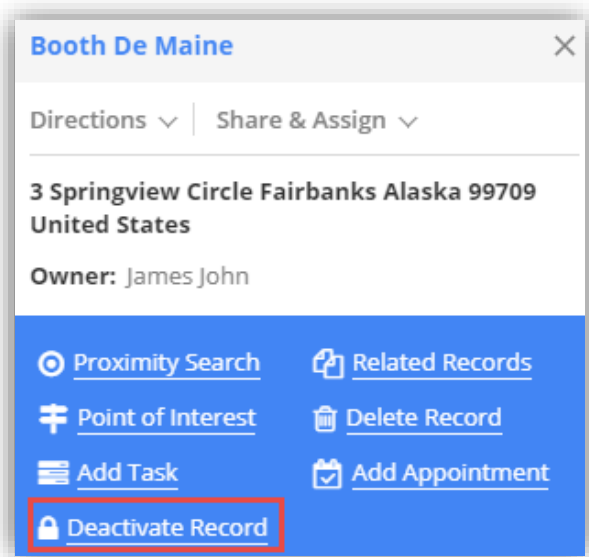 Booth De Maine
Directions Share & Assign
3 Springview Circle Fairbanks Alaska 99709
United States
Owner: James John
Proximity Search Related Records
Point of Interest Delete Record
Add Task Add Appointment
Deactivate Record